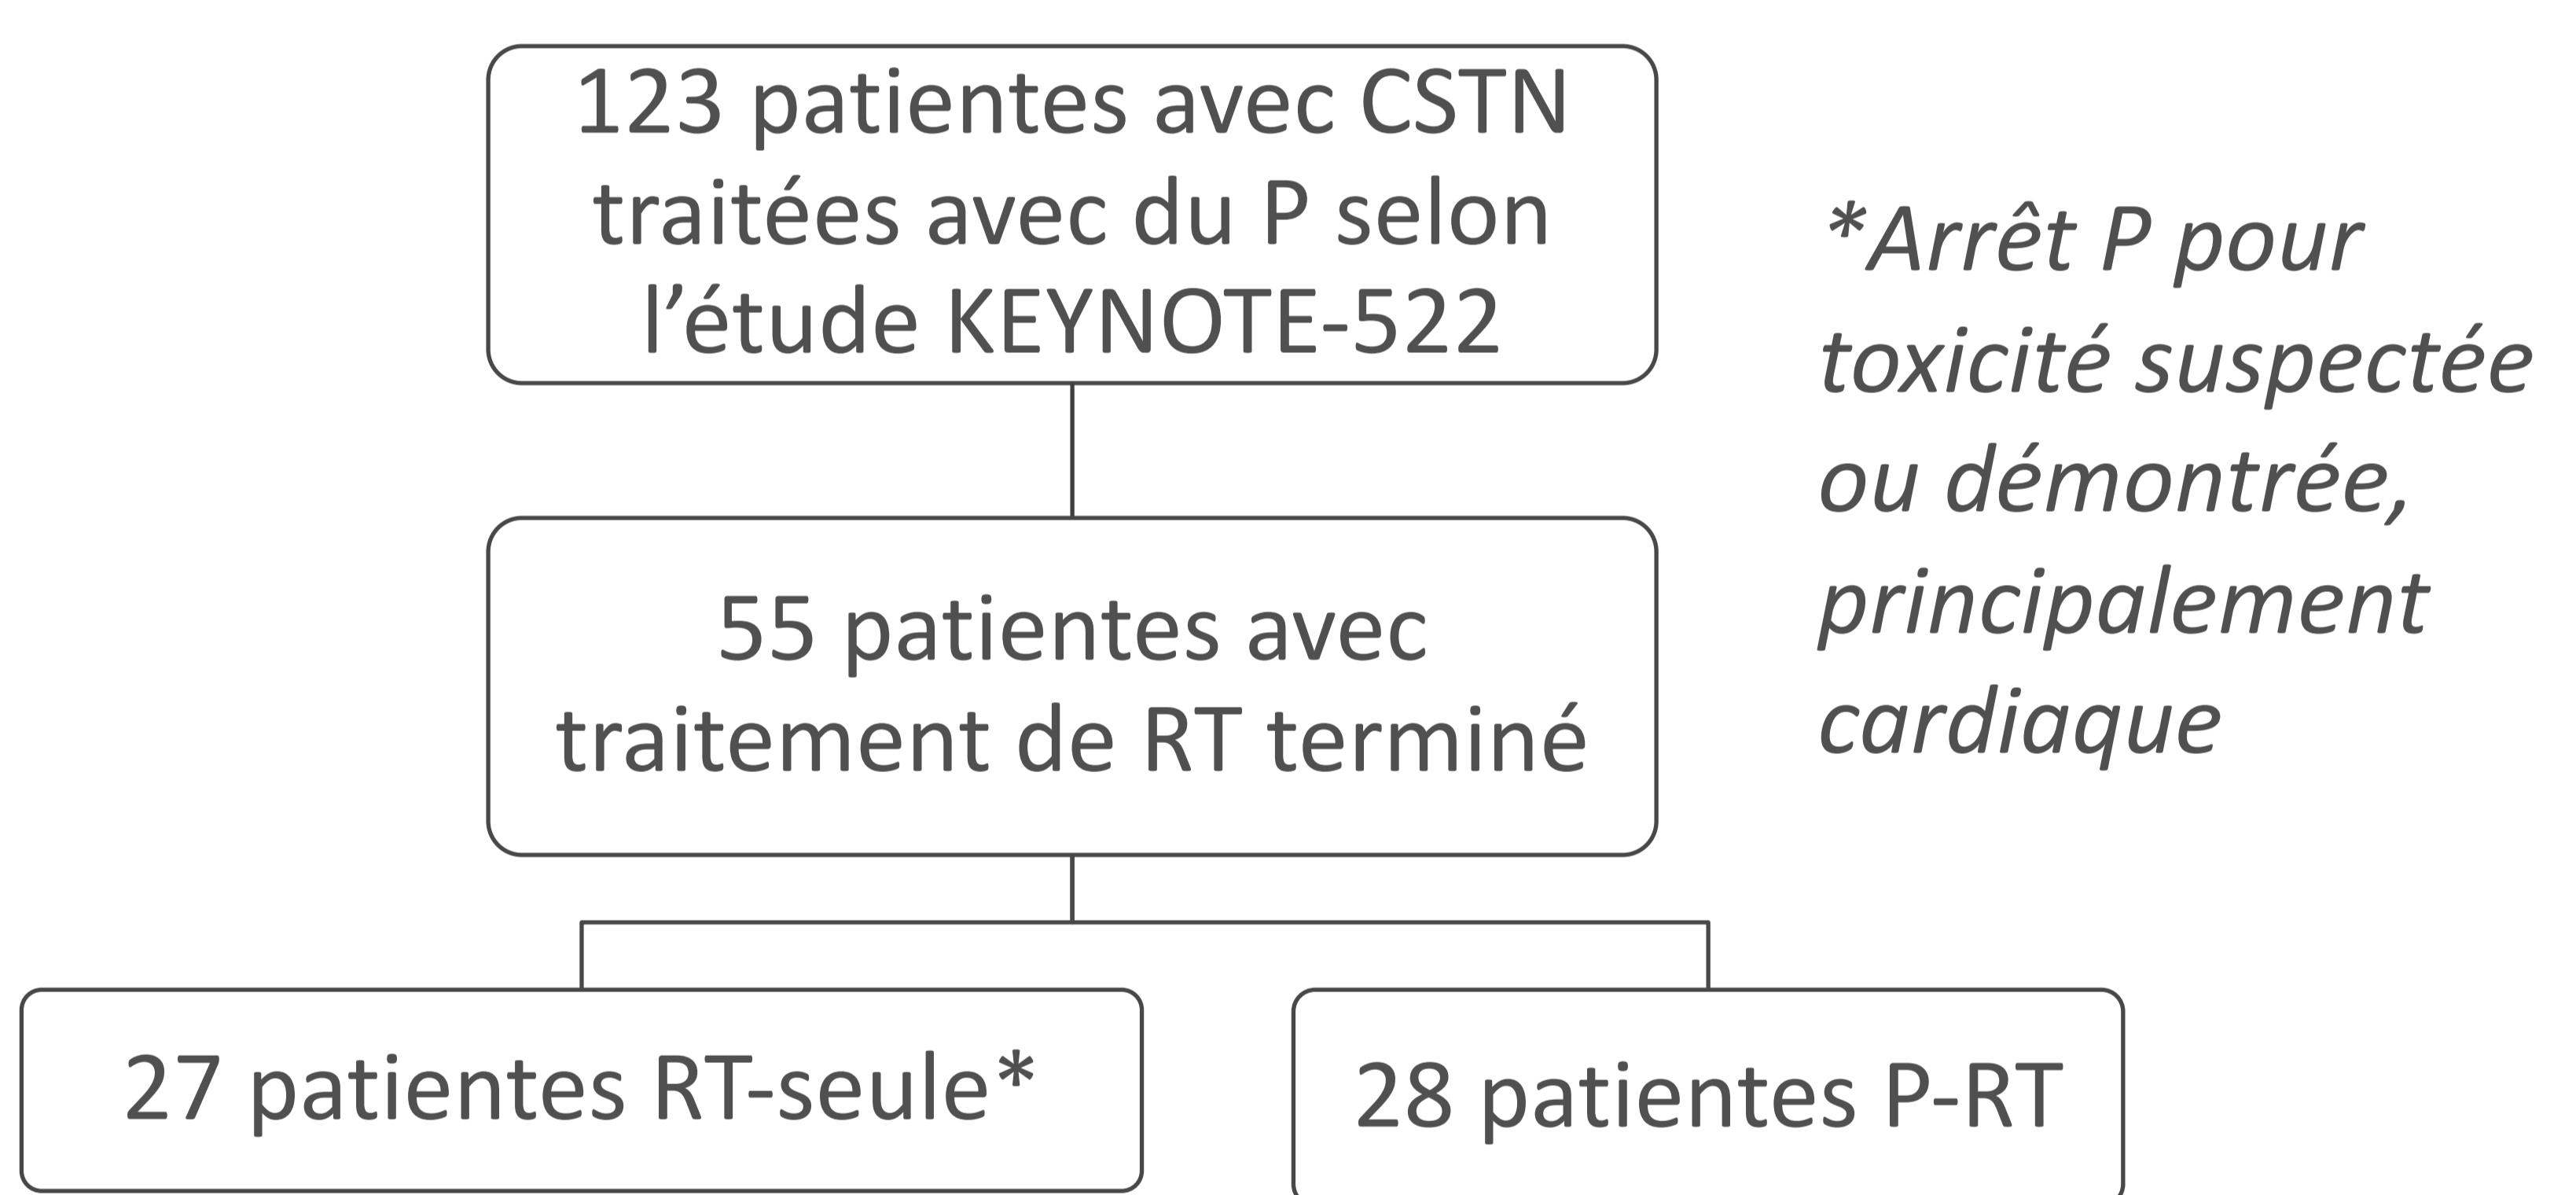 123 patientes avec CSTN
traitées avec du P selon
l’étude KEYNOTE-522
*Arrêt P pour
toxicité suspectée
ou démontrée,
principalement
cardiaque
55 patientes avec
traitement de RT terminé
27 patientes RT-seule*
28 patientes P-RT